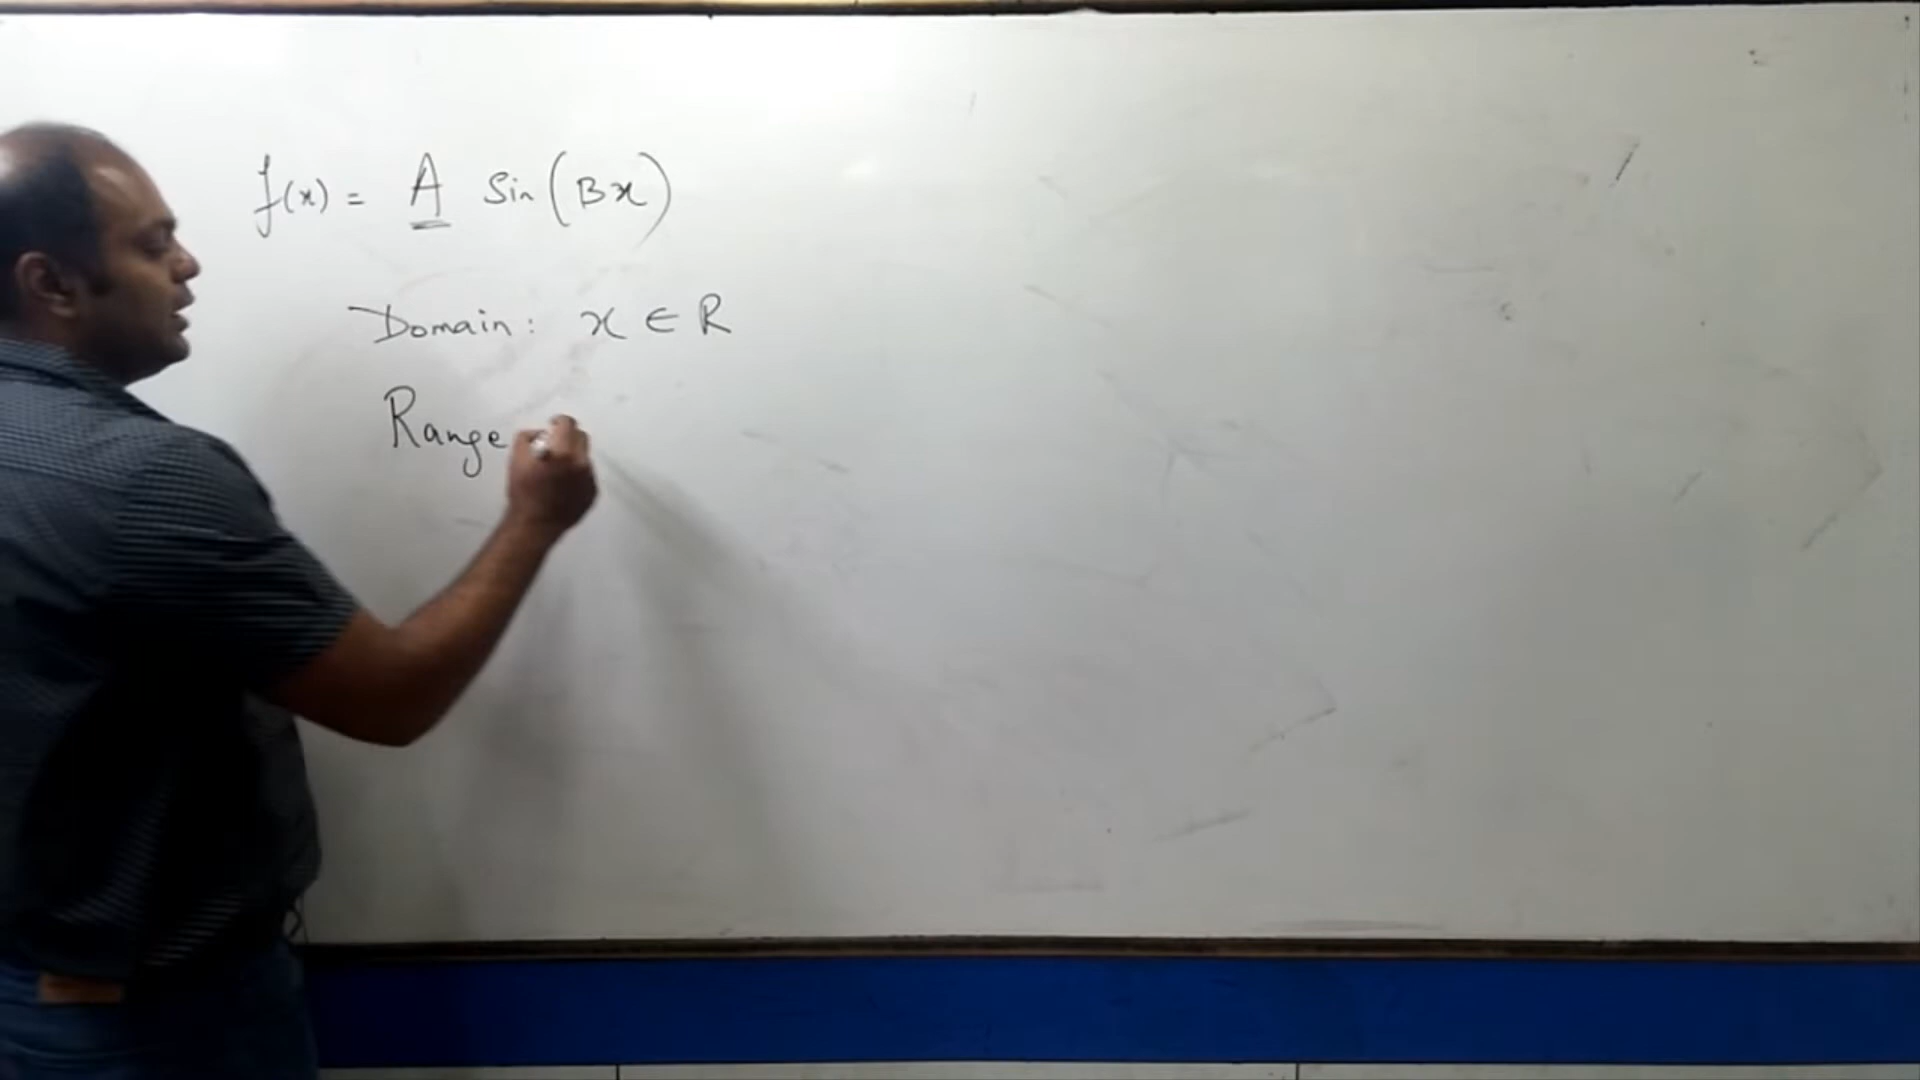 f(x) = A Sin(Bx)
Domain: x ∈ R
Range